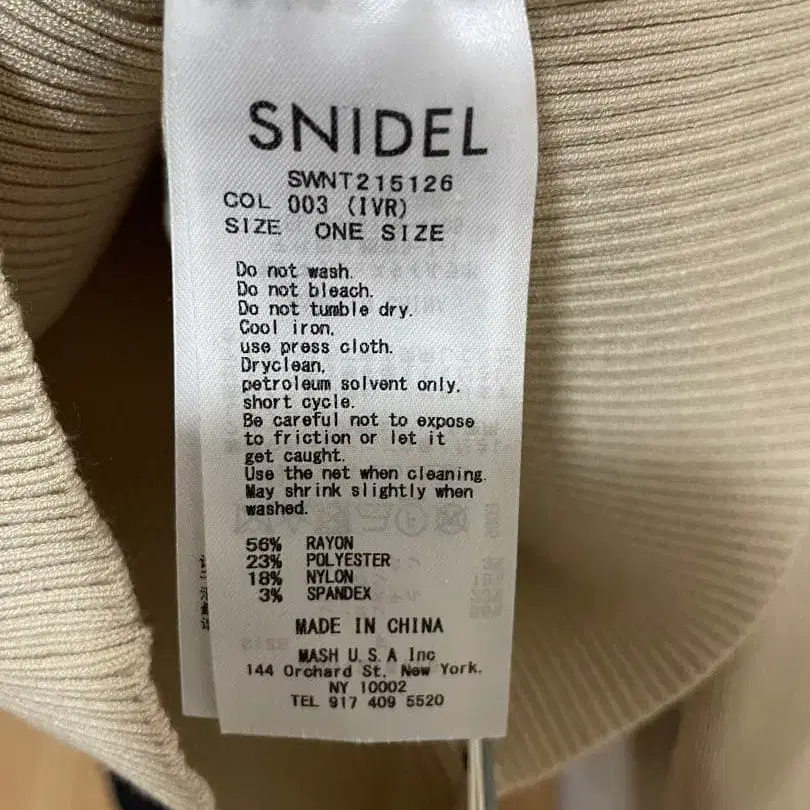 SNIDEL
SWNT215126
COL 003 (IVR)
SIZE ONE SIZE
Do not wash.
Do not bleach.
Do not tumble dry.
Cool iron.
use press cloth.
Dryclean,
petroleum solvent only.
short cycle.
Be careful not to expose
to friction or let it
get caught.
Use the net when cleaning.
May shrink slightly when
washed.
56% RAYON
23% POLYESTER
18% NYLON
3% SPANDEX
MADE IN CHINA
MASH U.S.A Inc
144 Orchard St, New York.
NY 10002
TEL 917 409 5520